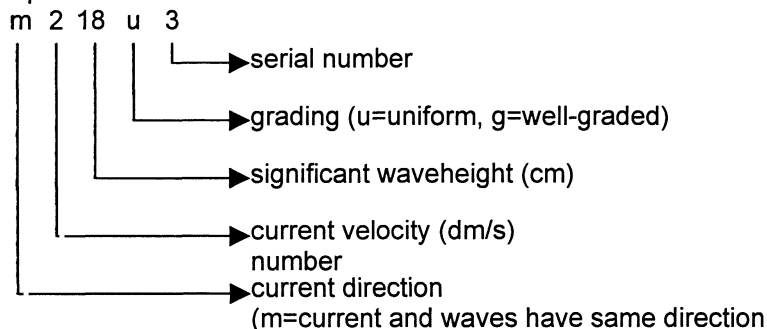 m 2 18 u 3
serial number
grading (u=uniform, g=well-graded)
significant waveheight (cm)
current velocity (dm/s)
number
current direction
(m=current and waves have same direction